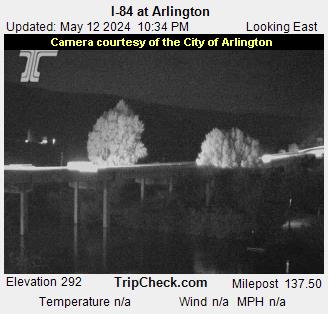 I-84 at Arlington
Updated: May 12 2024 10:34 PM Looking East
Camera courtesy of the City of Arlington
Elevation 292 TripCheck.com Milepost 137.50
Temperature n/a Wind n/a MPH n/a